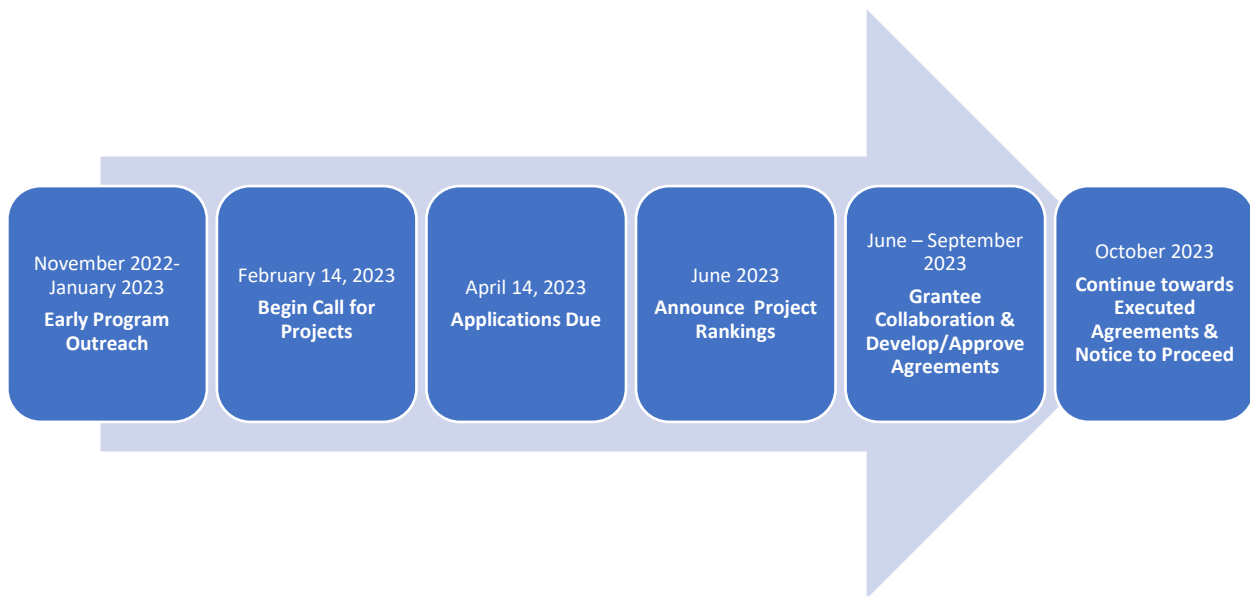 November 2022-
January 2023
Early Program
Outreach
February 14, 2023
Begin Call for
Projects
April 14, 2023
Applications Due
June 2023
Announce  Project
Rankings
June – September
2023
Grantee
Collaboration &
Develop/Approve
Agreements
October 2023
Continue towards
Executed
Agreements &
Notice to Proceed